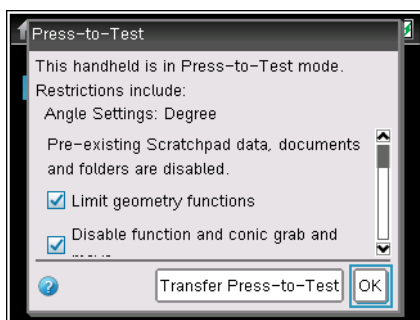 Press-to-Test
This handheld is in Press-to-Test mode.
Restrictions include:
Angle Settings: Degree
Pre-existing Scratchpad data, documents
and folders are disabled.
Limit geometry functions
Disable function and conic grab and
Transfer Press-to-Test
OK